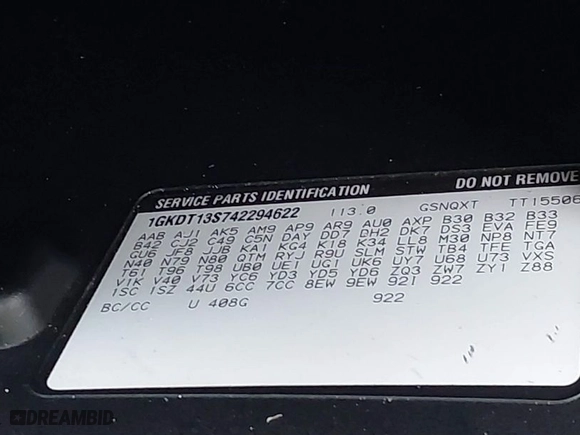 SERVICE PARTS IDENTIFICATION DO NOT REMOVE
1GKDT13S742294622 113.0 GSNQXT TT15506
AAB AJ1 AK5 AM9 AP9 AR9 AU0 AXP B30 B32 B33
B42 CJ2 C49 C5N DAY DD7 DH2 DK7 DS3 EVA FE9
GU6 JF8 JJ8 KA1 KG4 K18 K34 LL8 M30 NP8 NT7
N40 N79 N80 QTM RYJ R9U SLM STW TB4 TFE TGA
T61 T96 T98 UB0 UE1 UG1 UK6 UY7 U68 U73 VXS
V1K V40 V73 YC6 YD3 YD5 YD6 ZQ3 ZW7 ZY1 Z88
1SC 1SZ 44U 6CC 7CC 8EW 9EW 92I 922
BC/CC U 408G 922
DREAMBID